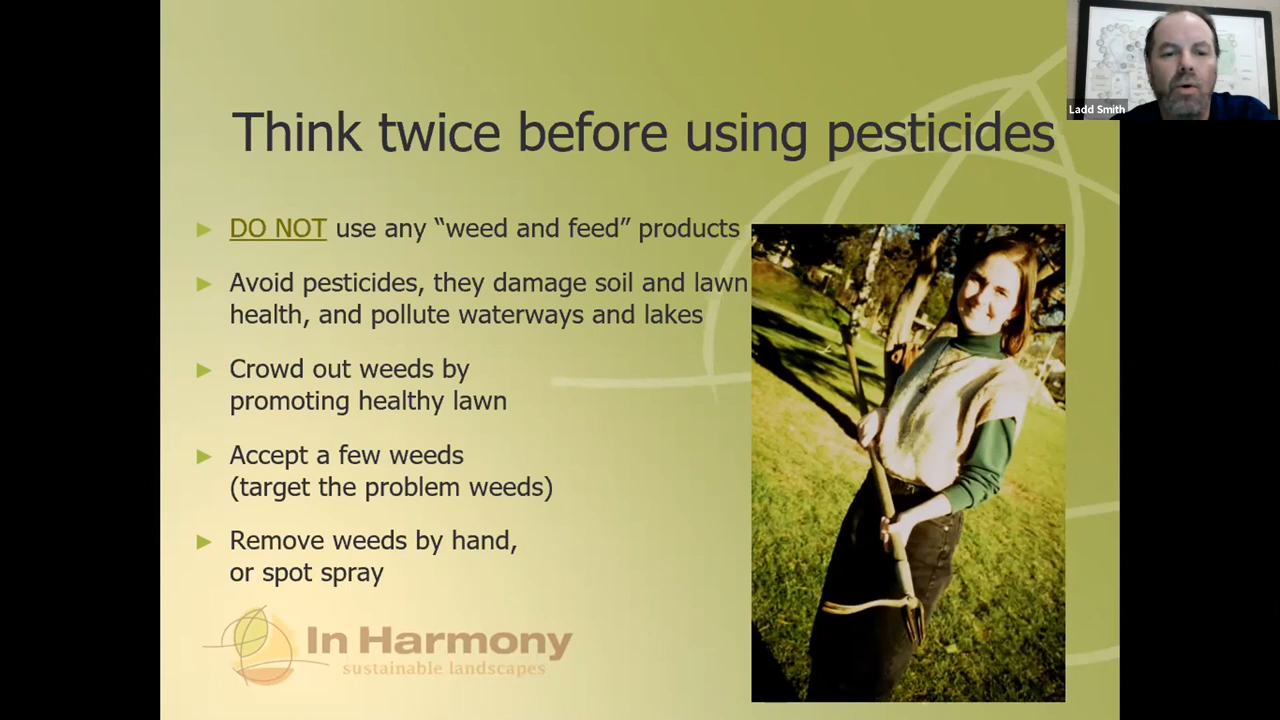 Ladd Smith
Think twice before using pesticides
► DO NOT use any “weed and feed” products
► Avoid pesticides, they damage soil and lawn
health, and pollute waterways and lakes
► Crowd out weeds by
promoting healthy lawn
► Accept a few weeds
(target the problem weeds)
► Remove weeds by hand,
or spot spray
In Harmony
sustainable landscapes